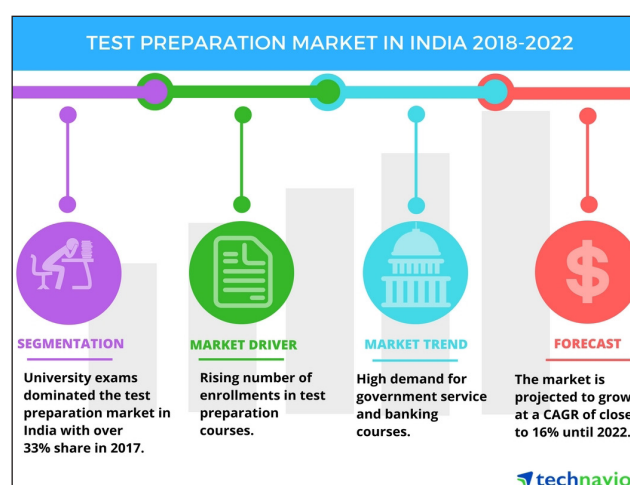 TEST PREPARATION MARKET IN INDIA 2018-2022
SEGMENTATION
University exams
dominated the test
preparation market in
India with over
33% share in 2017.
MARKET DRIVER
Rising number of
enrollments in test
preparation
courses.
MARKET TREND
High demand for
government service
and banking
courses.
FORECAST
The market is
projected to grow
at a CAGR of close
to 16% until 2022.
technavio